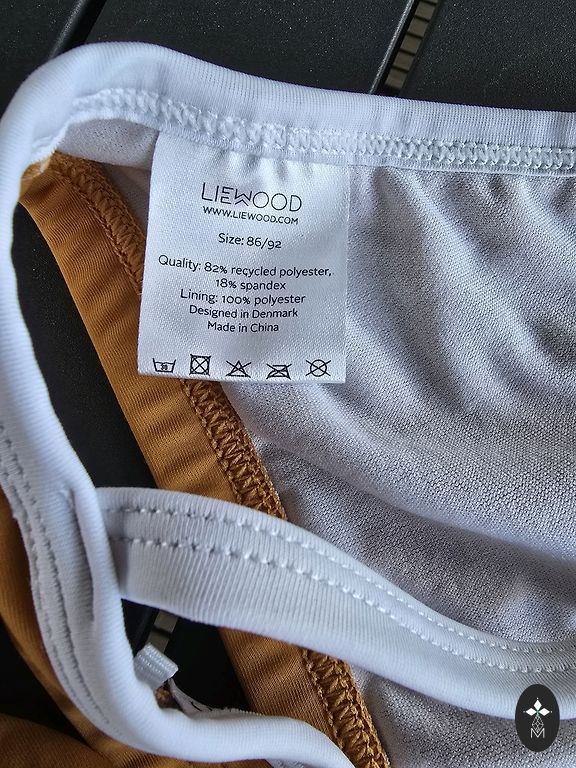 LIEWOOD
WWW.LIEWOOD.COM
Size: 86/92
Quality: 82% recycled polyester,
18% spandex
Lining: 100% polyester
Designed in Denmark
Made in China
30
M